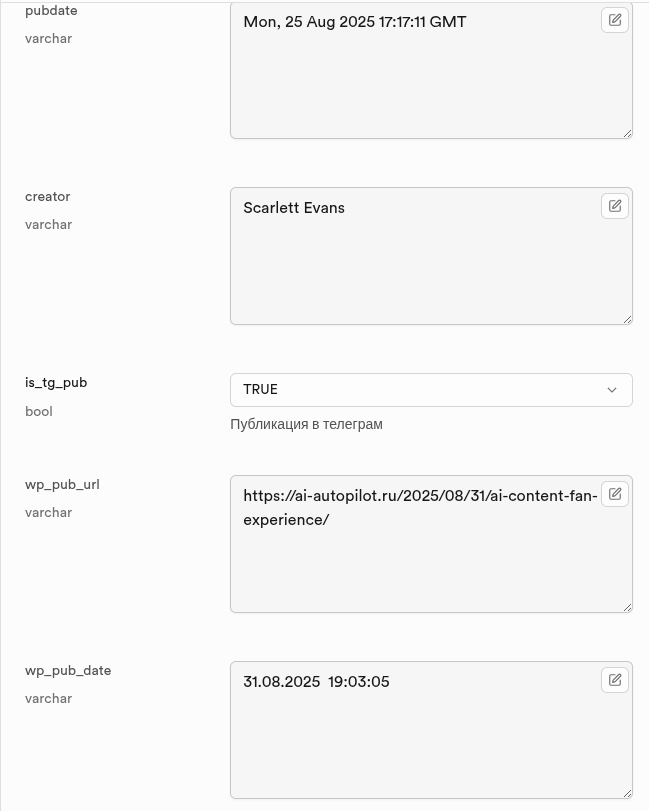 pubdate
varchar
Mon, 25 Aug 2025 17:17:11 GMT
creator
varchar
Scarlett Evans
is_tg_pub
bool
TRUE
Публикация в телеграм
wp_pub_url
varchar
https://ai-autopilot.ru/2025/08/31/ai-content-fan-
experience/
wp_pub_date
varchar
31.08.2025  19:03:05